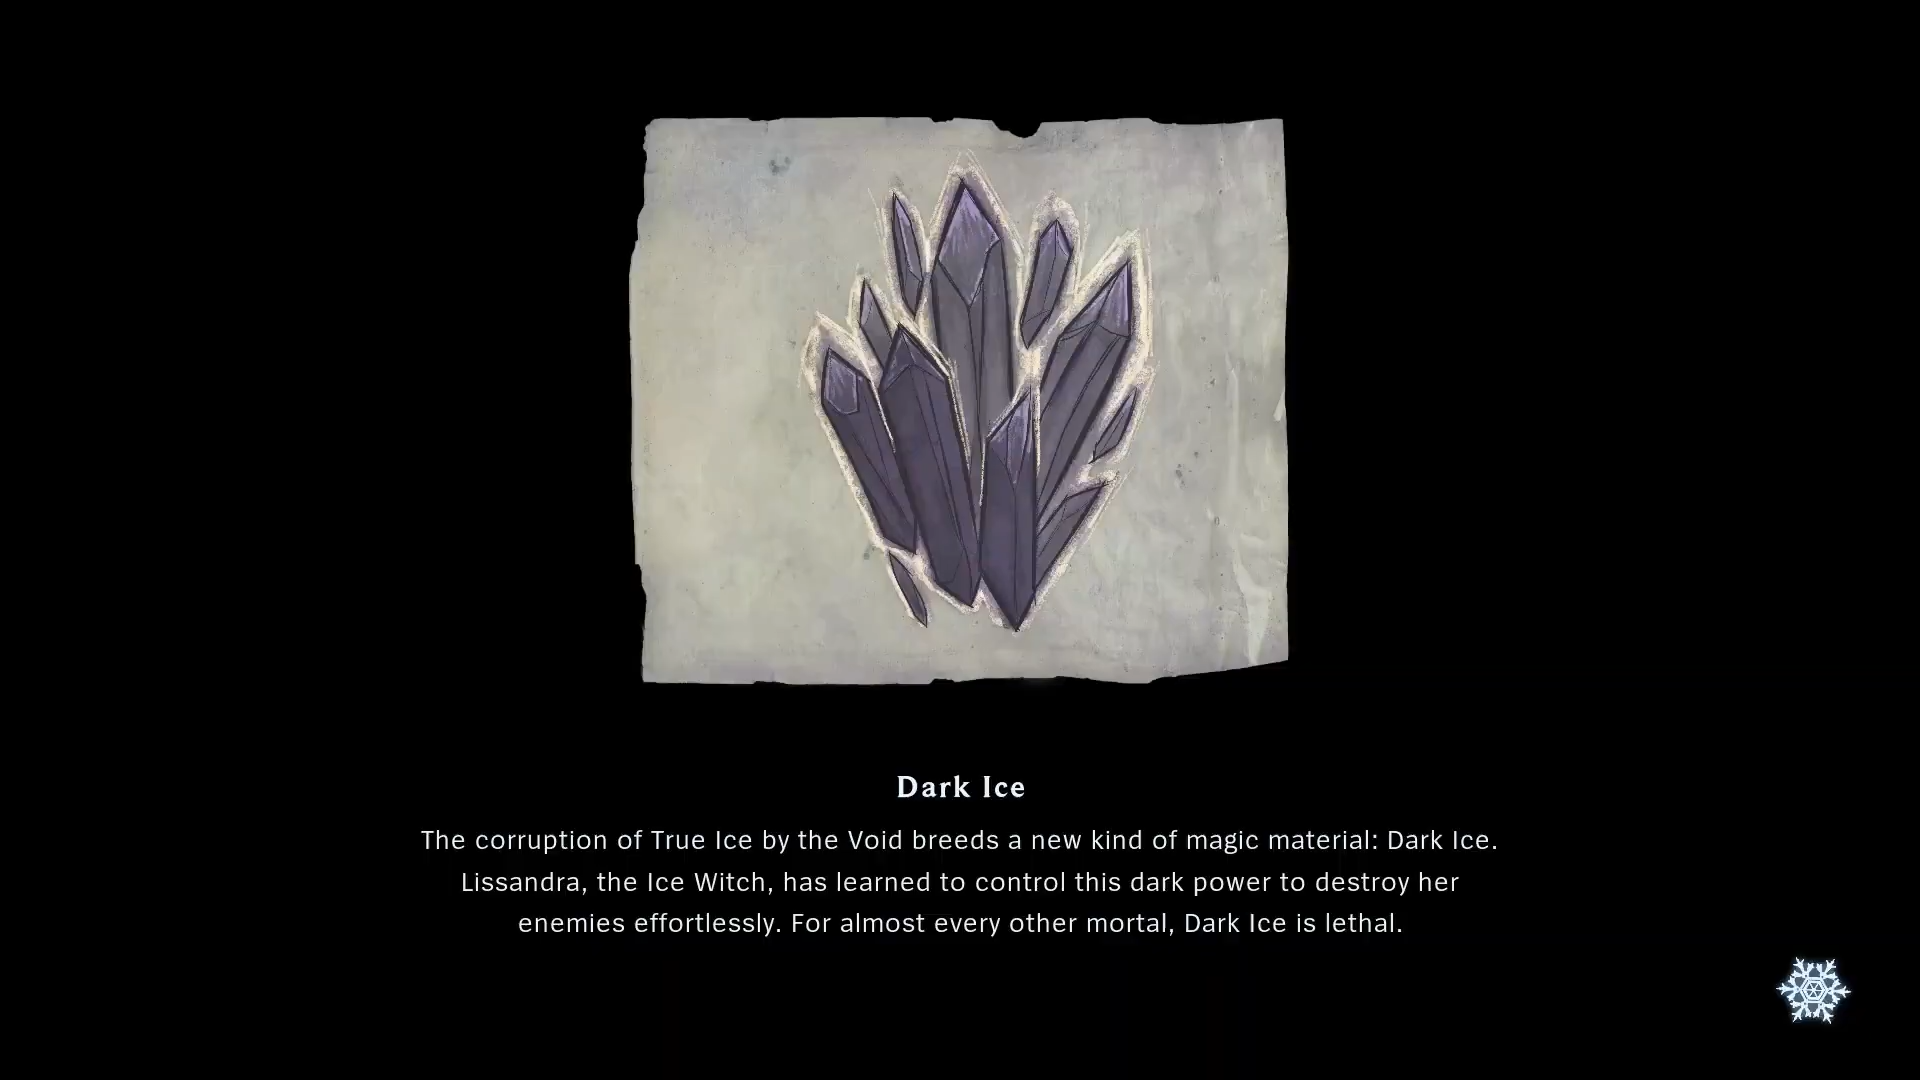 Dark Ice
The corruption of True Ice by the Void breeds a new kind of magic material: Dark Ice.
Lissandra, the Ice Witch, has learned to control this dark power to destroy her
enemies effortlessly. For almost every other mortal, Dark Ice is lethal.